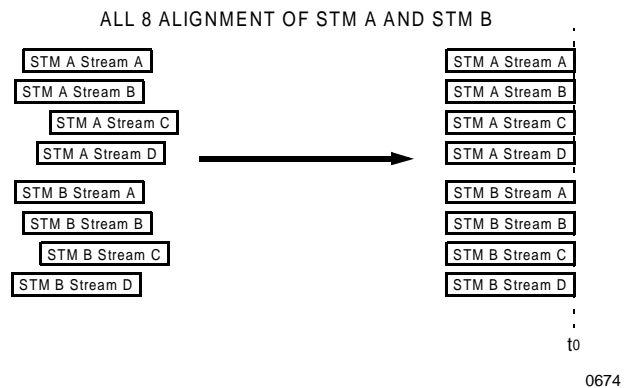 ALL 8 ALIGNMENT OF STM A AND STM B
STM A Stream A
STM A Stream B
STM A Stream C
STM A Stream D
STM B Stream A
STM B Stream B
STM B Stream C
STM B Stream D
STM A Stream A
STM A Stream B
STM A Stream C
STM A Stream D
STM B Stream A
STM B Stream B
STM B Stream C
STM B Stream D
t0
0674